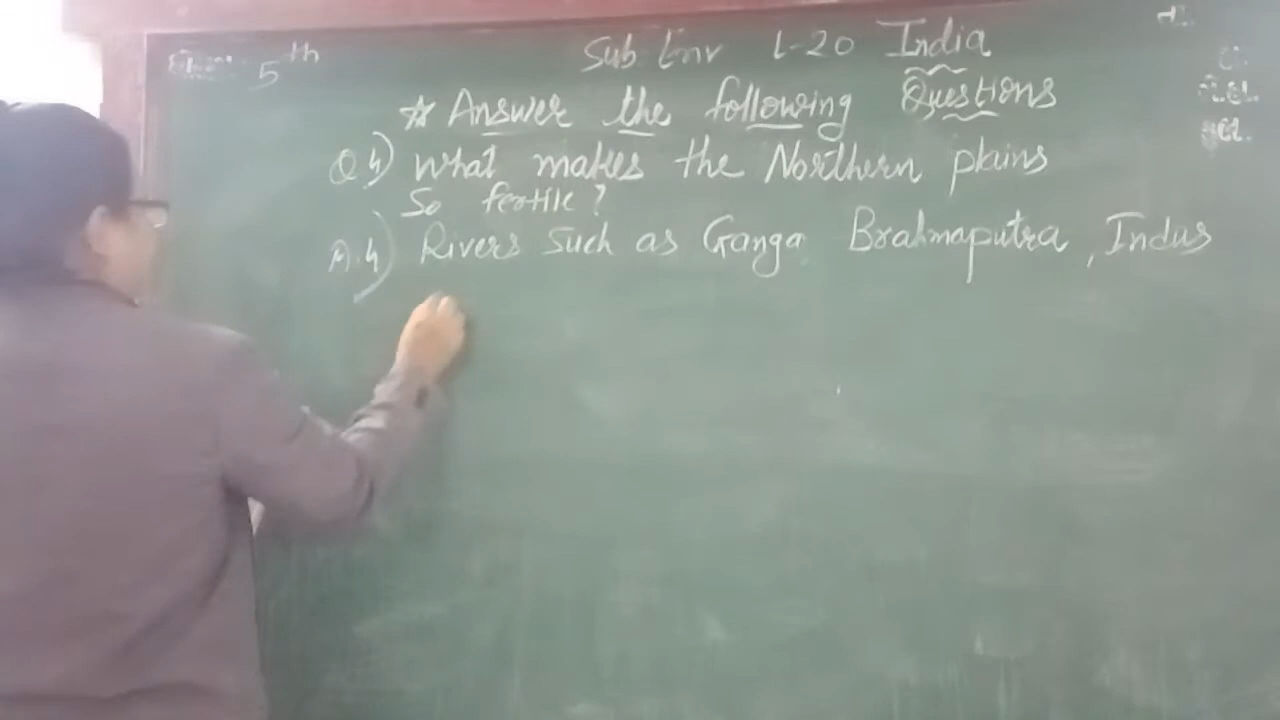 5th
Sub Env L-20 India
☆ Answer the following Questions
Q4) What makes the Northern plains
So fertile?
A.4) Rivers such as Ganga Brahmaputra, Indus